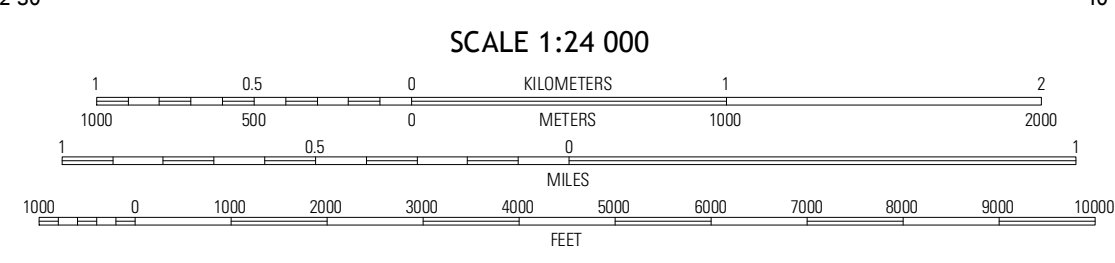 SCALE 1:24 000
1 0.5 0 KILOMETERS 1 2
1000 500 0 METERS 1000 2000
1 0.5 0 1
MILES
1000 0 1000 2000 3000 4000 5000 6000 7000 8000 9000 10000
FEET